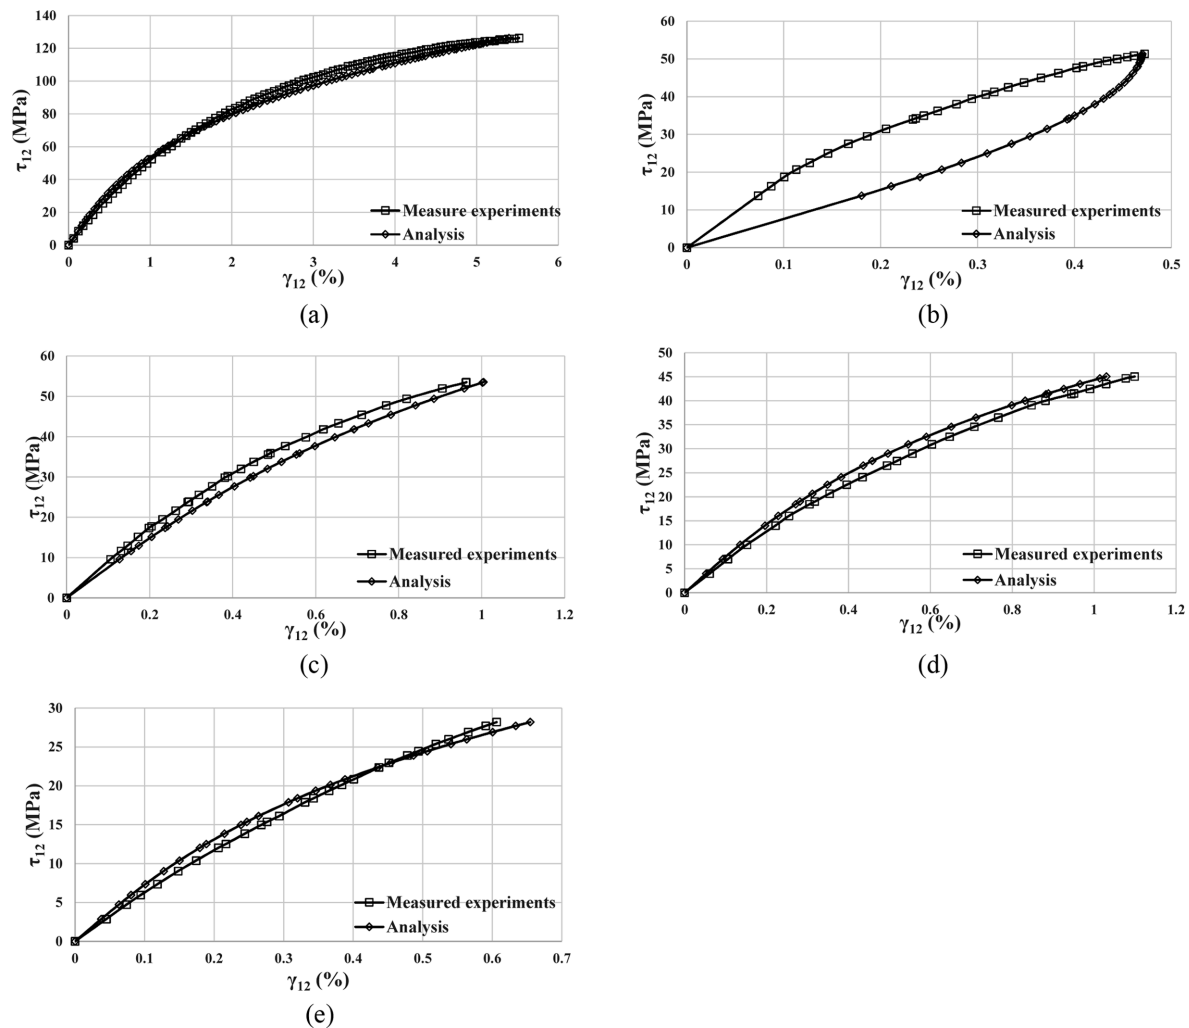 140
120
100
80
60
40
20
0
τ12 (MPa)
Measure experiments
Analysis
0 1 2 3 4 5 6
γ12 (%)
(a)
60
50
40
30
20
10
0
τ12 (MPa)
Measured experiments
Analysis
0 0.1 0.2 0.3 0.4 0.5
γ12 (%)
(b)
60
50
40
30
20
10
0
τ12 (MPa)
Measured experiments
Analysis
0 0.2 0.4 0.6 0.8 1 1.2
γ12 (%)
(c)
50
45
40
35
30
25
20
15
10
5
0
τ12 (MPa)
Measured experiments
Analysis
0 0.2 0.4 0.6 0.8 1 1.2
γ12 (%)
(d)
30
25
20
15
10
5
0
τ12 (MPa)
Measured experiments
Analysis
0 0.1 0.2 0.3 0.4 0.5 0.6 0.7
γ12 (%)
(e)